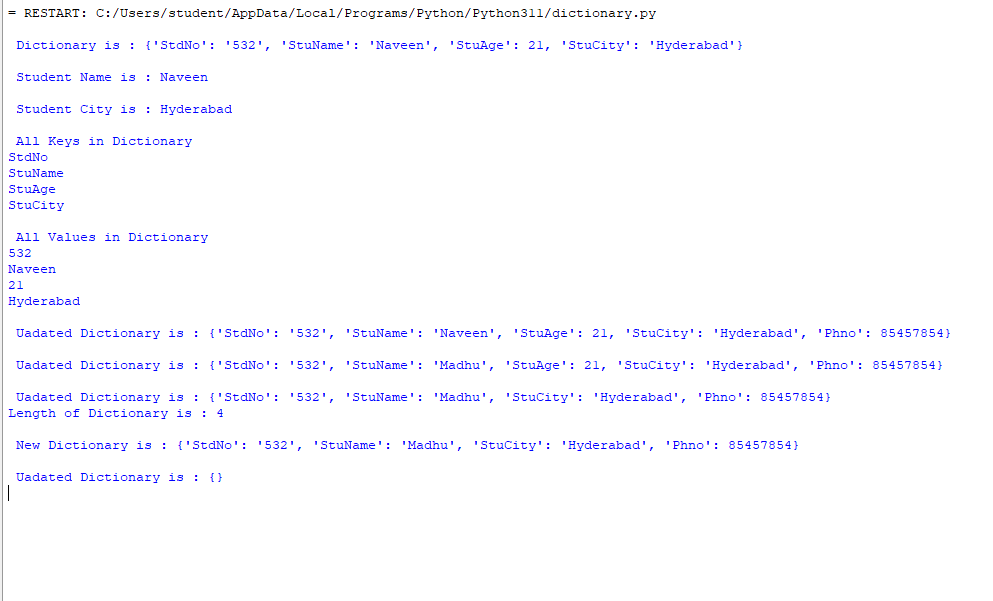 = RESTART: C:/Users/student/AppData/Local/Programs/Python/Python311/dictionary.py
Dictionary is : {'StdNo': '532', 'StuName': 'Naveen', 'StuAge': 21, 'StuCity': 'Hyderabad'}
Student Name is : Naveen
Student City is : Hyderabad
All Keys in Dictionary
StdNo
StuName
StuAge
StuCity
All Values in Dictionary
532
Naveen
21
Hyderabad
Uadated Dictionary is : {'StdNo': '532', 'StuName': 'Naveen', 'StuAge': 21, 'StuCity': 'Hyderabad', 'Phno': 85457854}
Uadated Dictionary is : {'StdNo': '532', 'StuName': 'Madhu', 'StuAge': 21, 'StuCity': 'Hyderabad', 'Phno': 85457854}
Uadated Dictionary is : {'StdNo': '532', 'StuName': 'Madhu', 'StuCity': 'Hyderabad', 'Phno': 85457854}
Length of Dictionary is : 4
New Dictionary is : {'StdNo': '532', 'StuName': 'Madhu', 'StuCity': 'Hyderabad', 'Phno': 85457854}
Uadated Dictionary is : {}